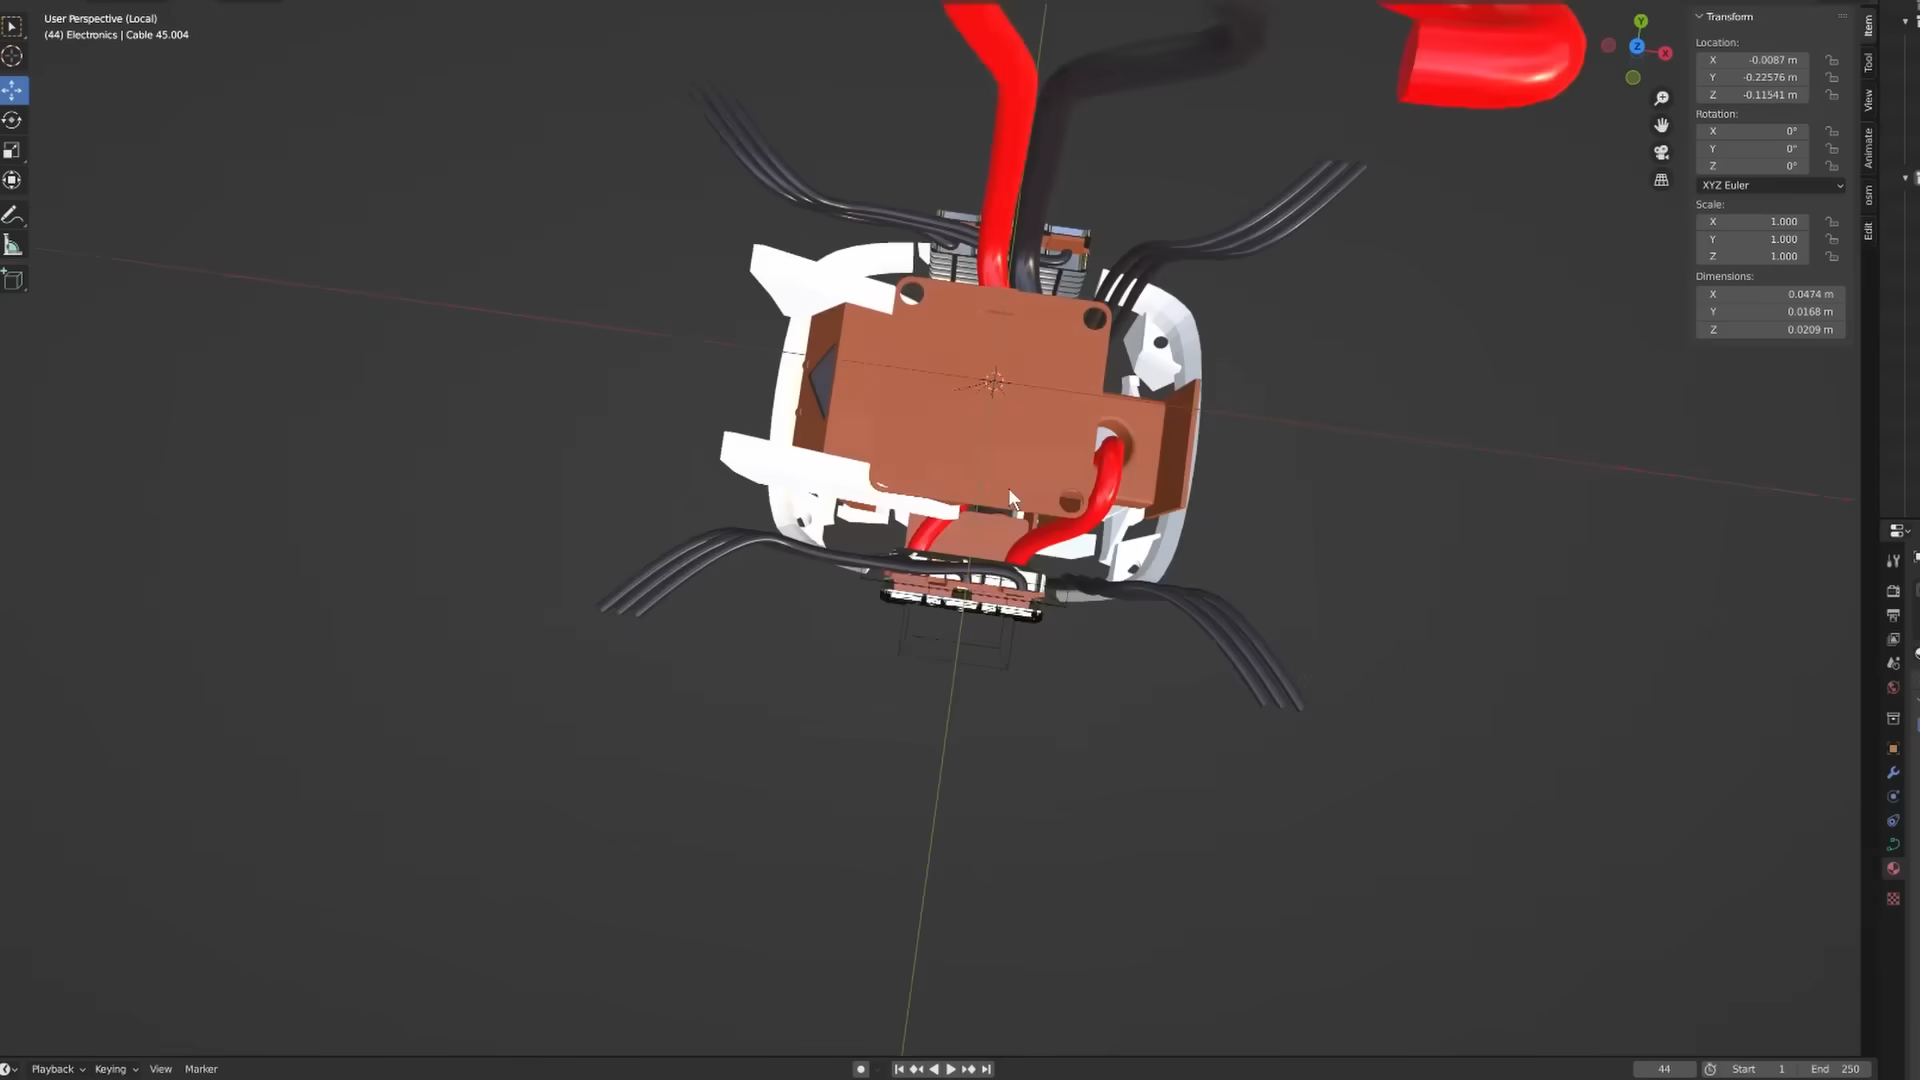 User Perspective (Local)
(44) Electronics | Cable 45.004
Y
Z
X
Transform
Location:
X -0.0087 m
Y -0.22576 m
Z -0.11541 m
Rotation:
X 0°
Y 0°
Z 0°
XYZ Euler
Scale:
X 1.000
Y 1.000
Z 1.000
Dimensions:
X 0.0474 m
Y 0.0168 m
Z 0.0209 m
Item
Tool
View
Animate
osm
Edit
Playback
Keying
View
Marker
44
Start 1
End 250